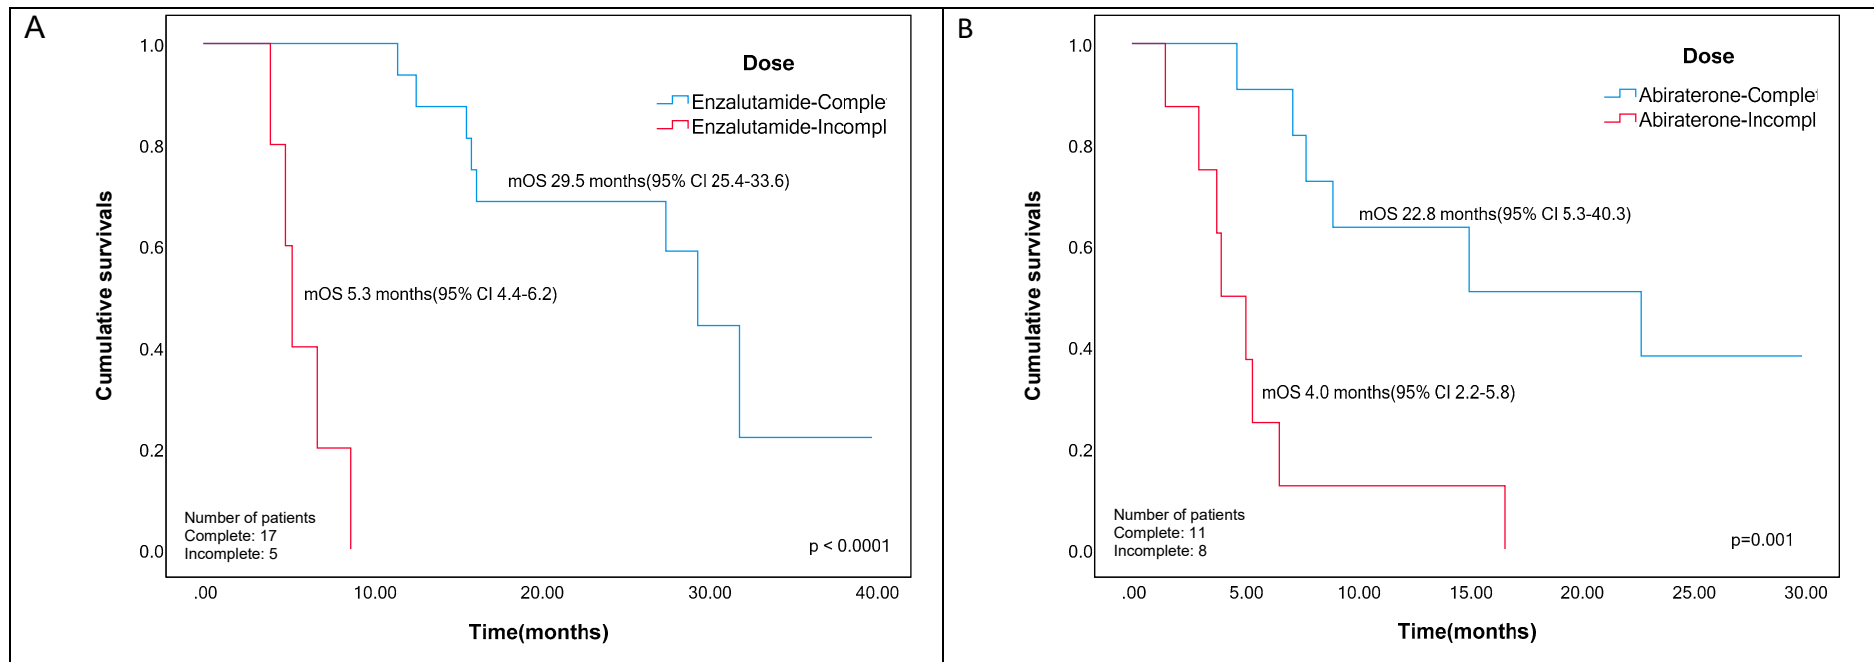 A
Dose
Enzalutamide-Comple
Enzalutamide-Incompl
mOS 29.5 months(95% CI 25.4-33.6)
mOS 5.3 months(95% CI 4.4-6.2)
Cumulative survivals
1.0
0.8
0.6
0.4
0.2
0.0
Number of patients
Complete: 17
Incomplete: 5
p < 0.0001
.00 10.00 20.00 30.00 40.00
Time(months)
B
Dose
Abiraterone-Complet
Abiraterone-Incompl
mOS 22.8 months(95% CI 5.3-40.3)
mOS 4.0 months(95% CI 2.2-5.8)
Cumulative survivals
1.0
0.8
0.6
0.4
0.2
0.0
Number of patients
Complete: 11
Incomplete: 8
p=0.001
.00 5.00 10.00 15.00 20.00 25.00 30.00
Time(months)